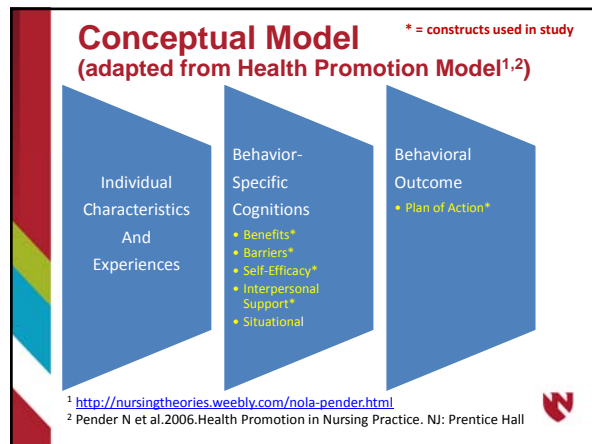 Conceptual Model
* = constructs used in study
(adapted from Health Promotion Model1,2)
Individual
Characteristics
And
Experiences
Behavior-
Specific
Cognitions
• Benefits*
• Barriers*
• Self-Efficacy*
• Interpersonal
Support*
• Situational
Behavioral
Outcome
• Plan of Action*
1 http://nursingtheories.weebly.com/nola-pender.html
2 Pender N et al.2006.Health Promotion in Nursing Practice. NJ: Prentice Hall
N